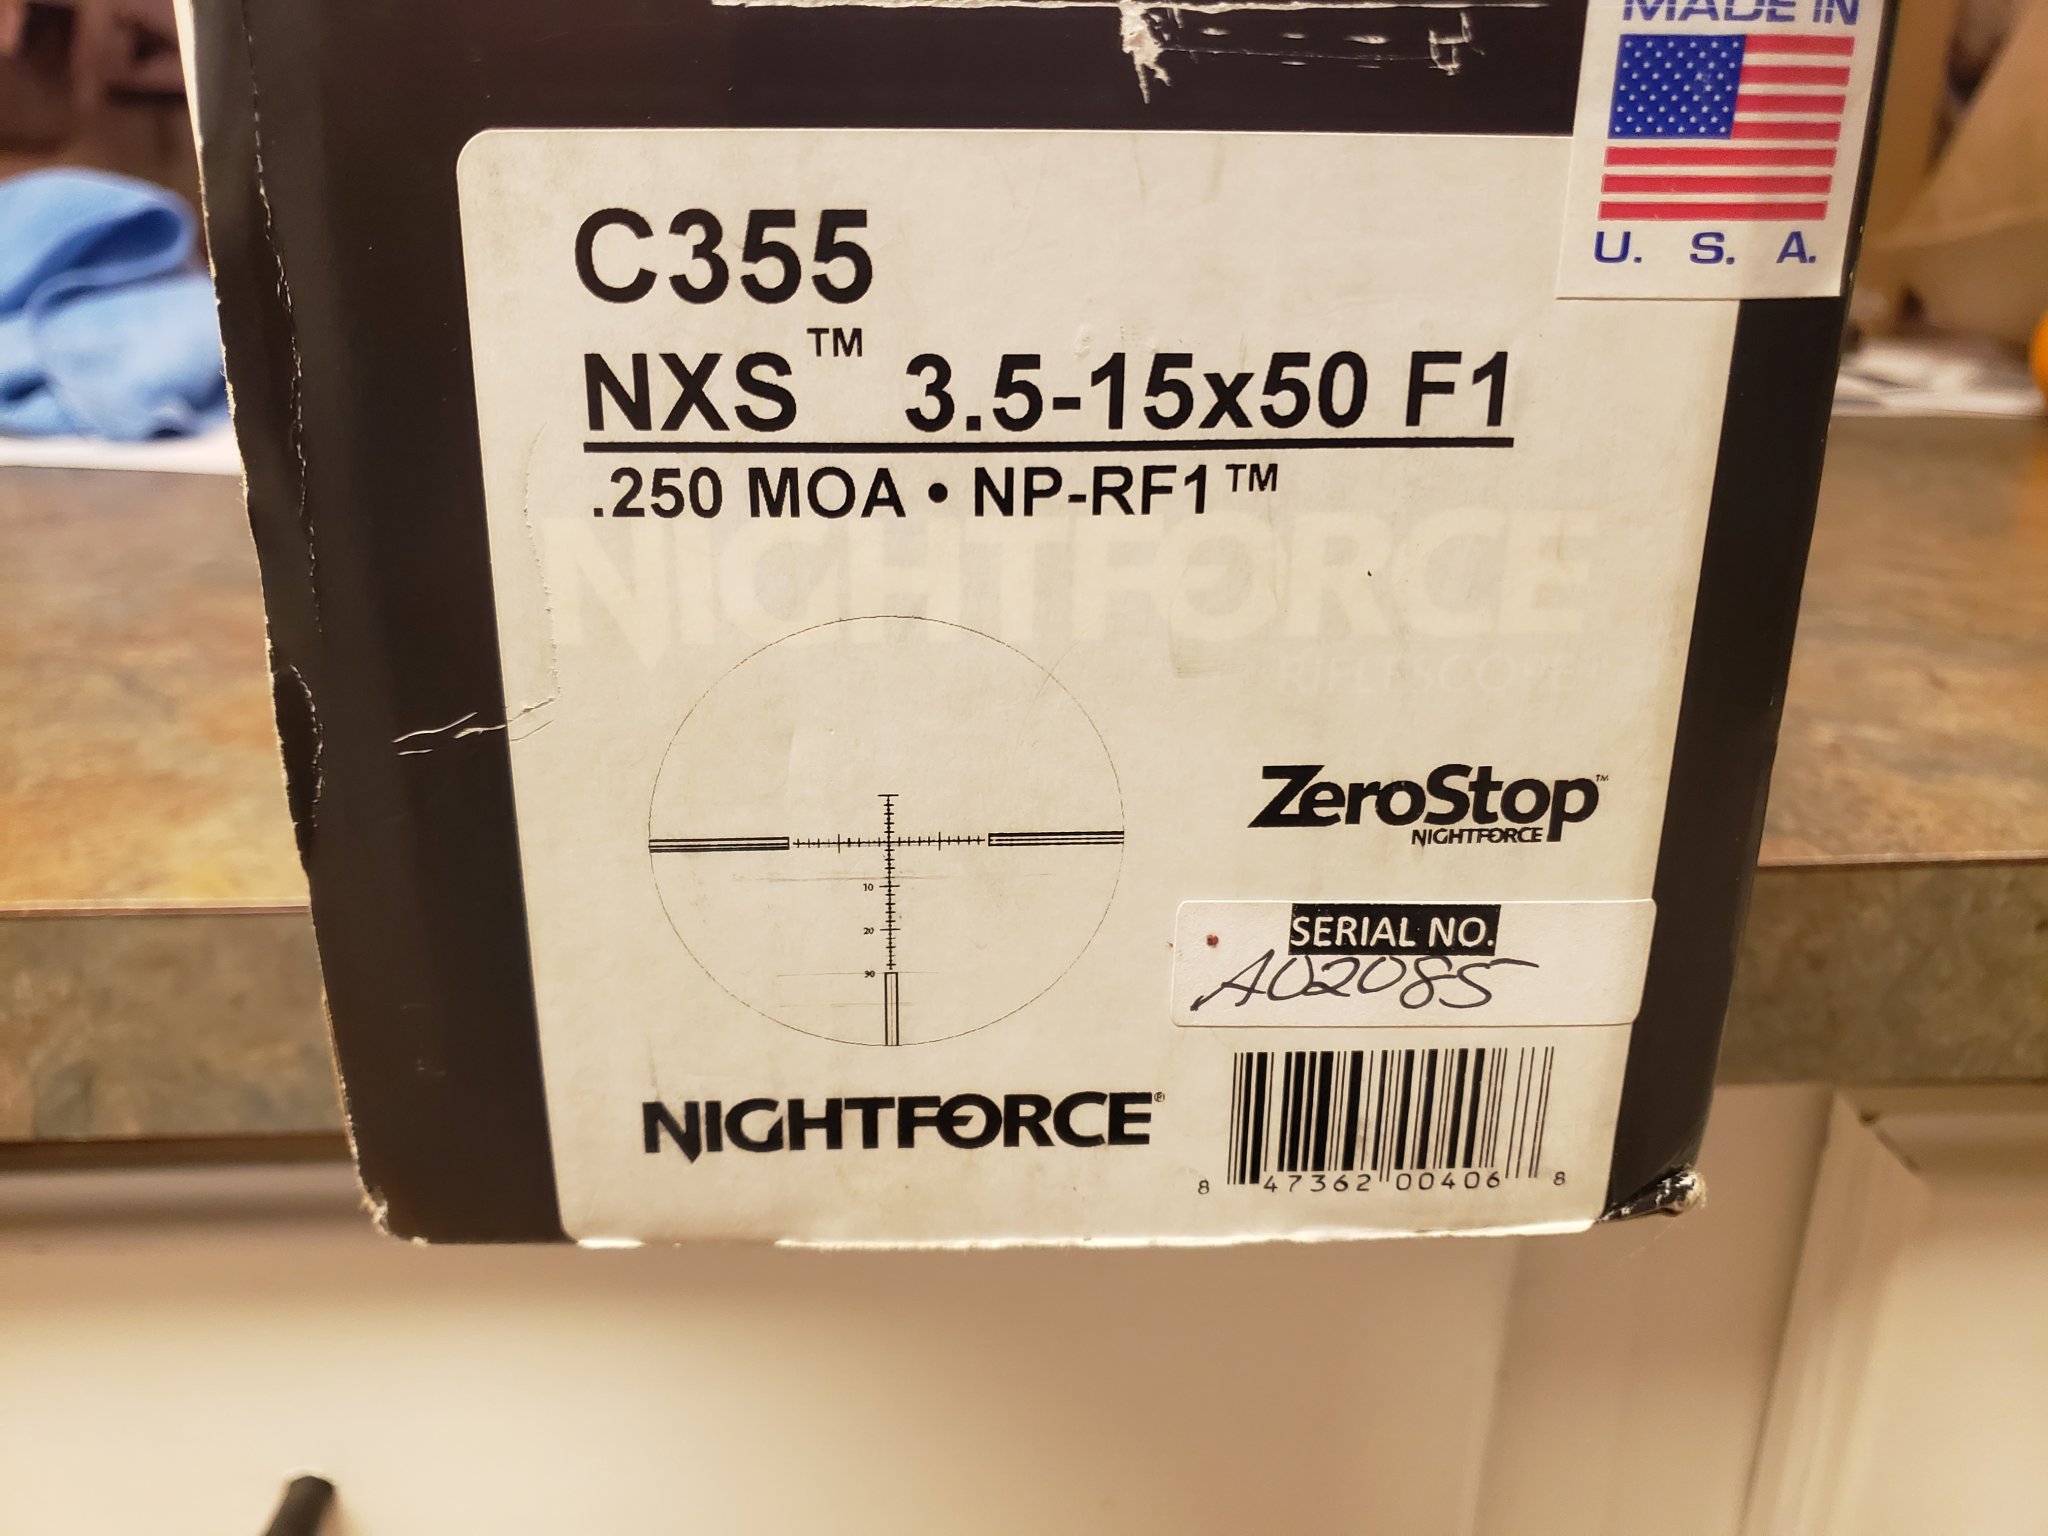 MADE IN
U. S. A.
C355
NXS™ 3.5-15x50 F1
.250 MOA • NP-RF1™
NIGHTFORCE
RIFLESCOPES
10
20
30
ZeroStop™
NIGHTFORCE
SERIAL NO.
A02085
NIGHTFORCE®
8 47362 00406 8